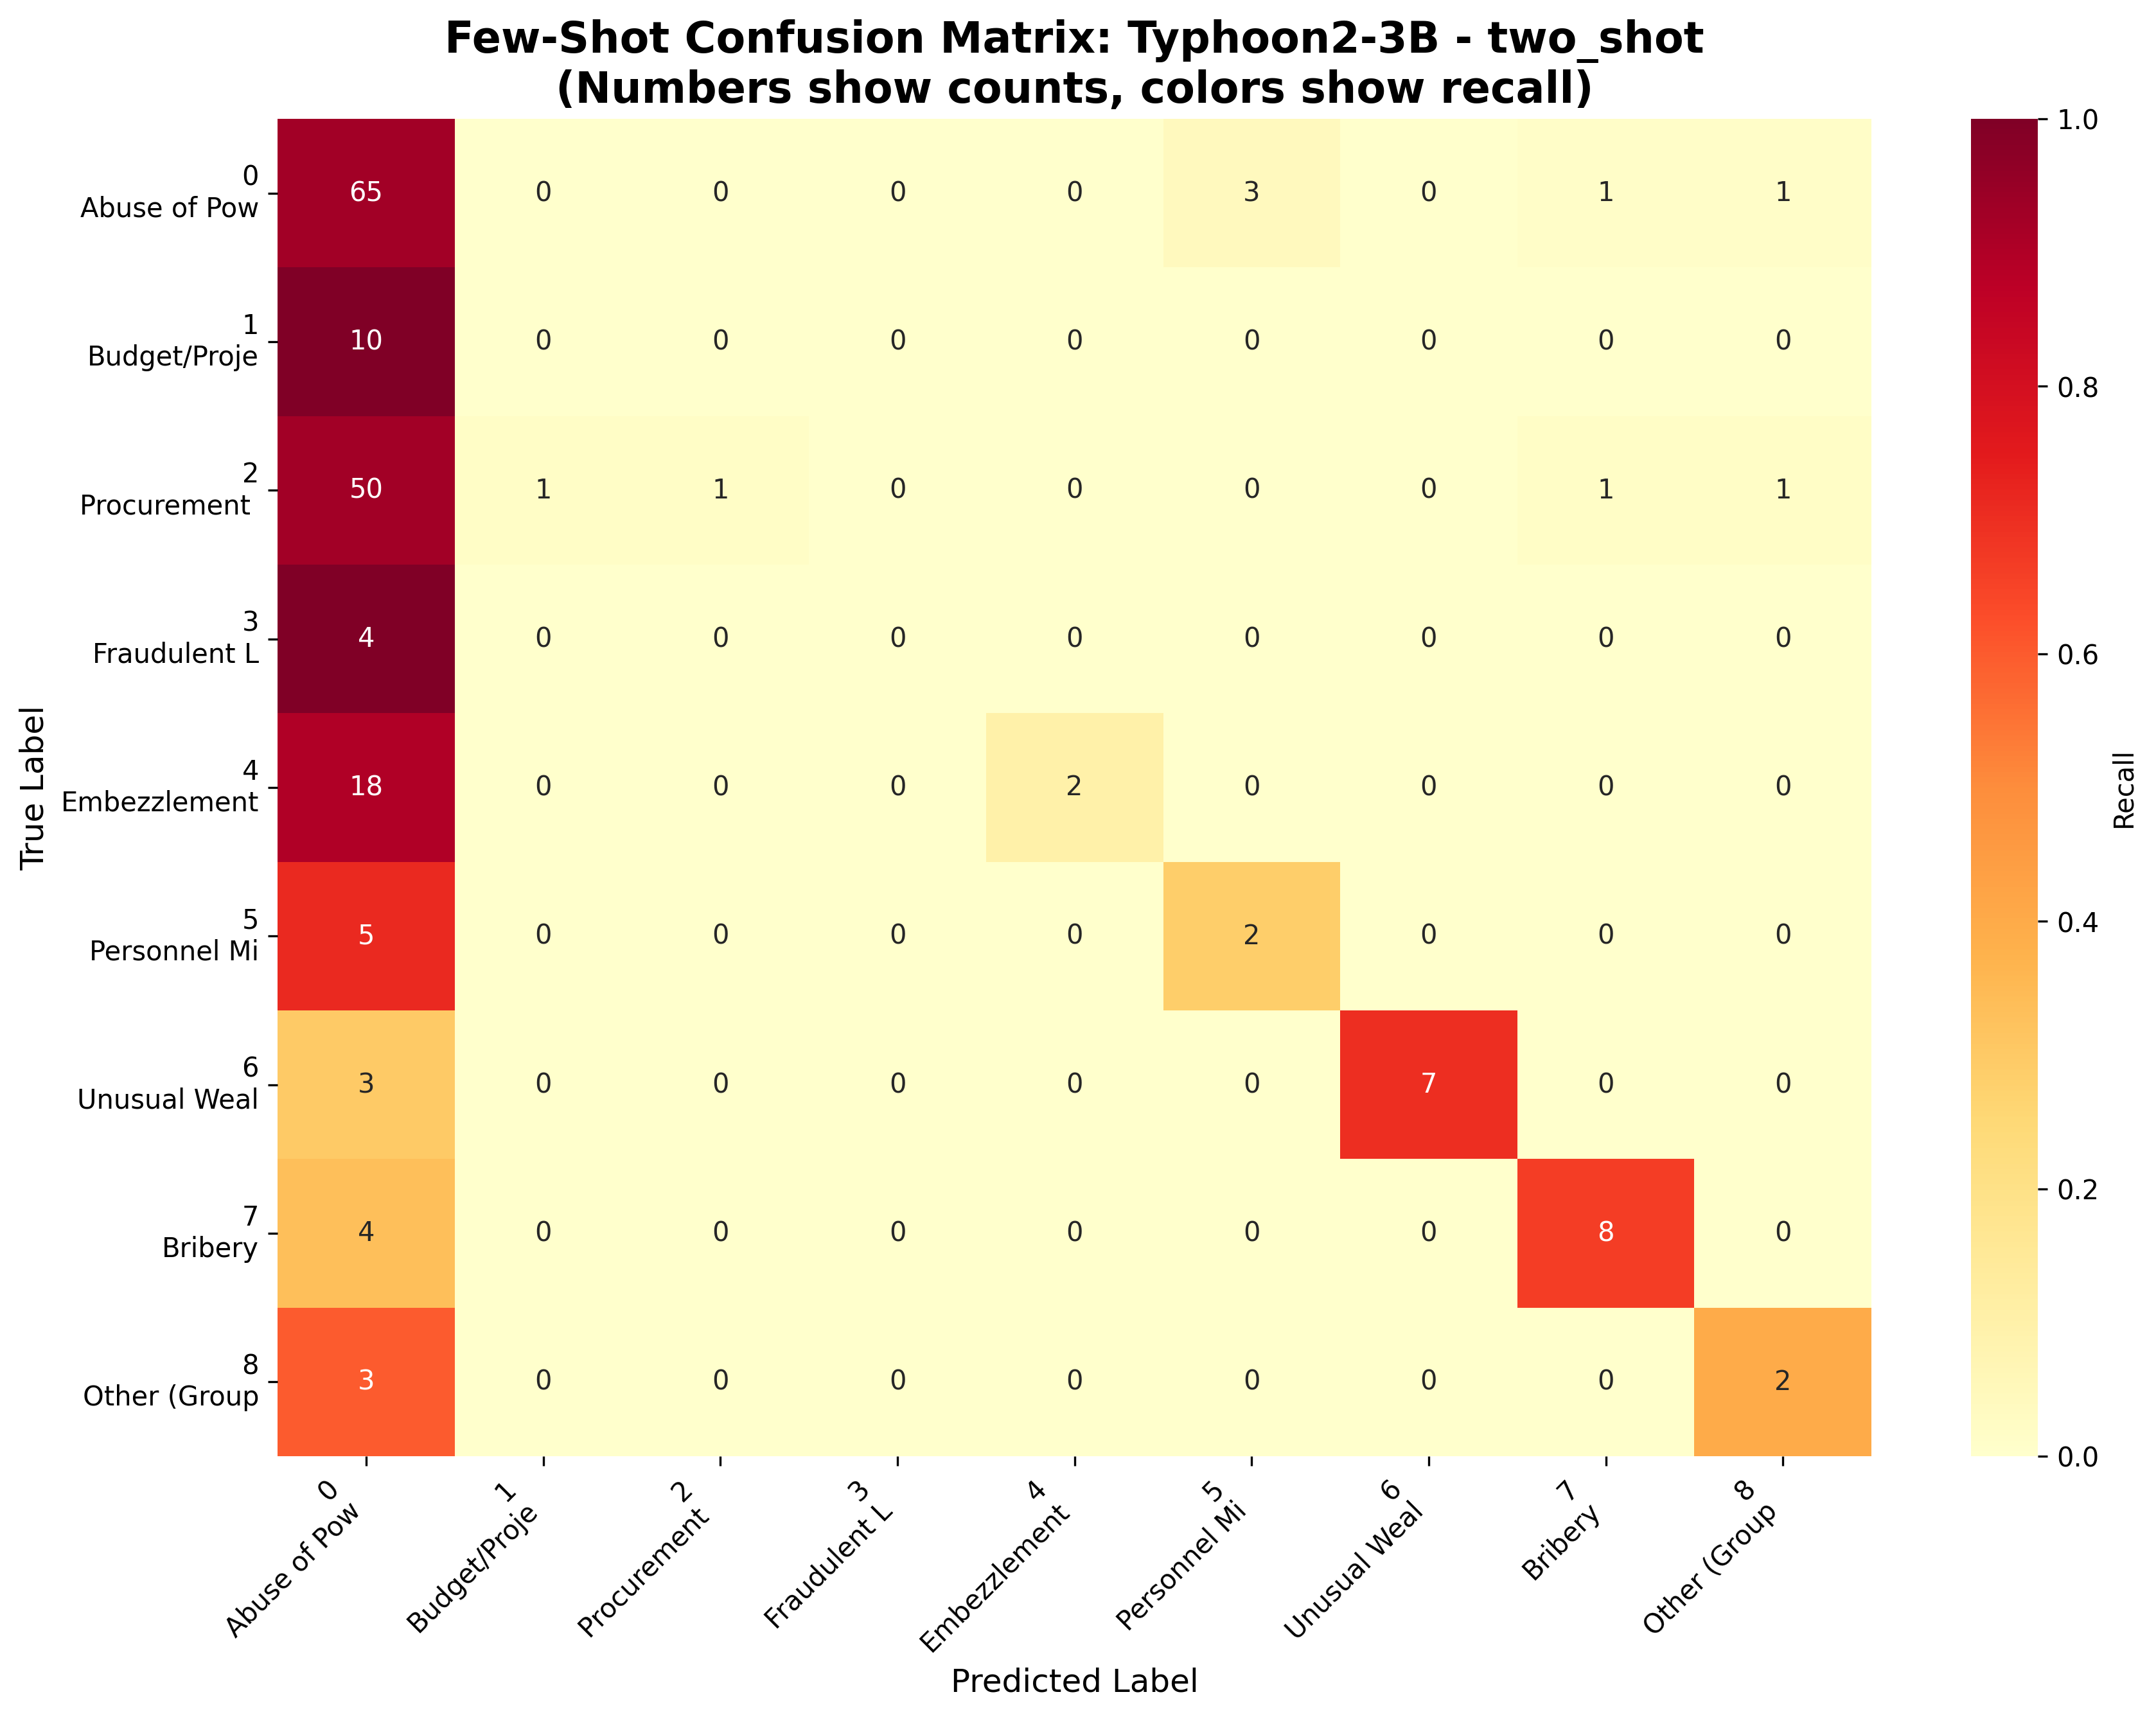 Few-Shot Confusion Matrix: Typhoon2-3B - two_shot
(Numbers show counts, colors show recall)
True Label
0
Abuse of Pow
65 0 0 0 0 3 0 1 1
1
Budget/Proje
10 0 0 0 0 0 0 0 0
2
Procurement
50 1 1 0 0 0 0 1 1
3
Fraudulent L
4 0 0 0 0 0 0 0 0
4
Embezzlement
18 0 0 0 2 0 0 0 0
5
Personnel Mi
5 0 0 0 0 2 0 0 0
6
Unusual Weal
3 0 0 0 0 0 7 0 0
7
Bribery
4 0 0 0 0 0 0 8 0
8
Other (Group
3 0 0 0 0 0 0 0 2
0
Abuse of Pow
1
Budget/Proje
2
Procurement
3
Fraudulent L
4
Embezzlement
5
Personnel Mi
6
Unusual Weal
7
Bribery
8
Other (Group
Predicted Label
1.0
0.8
0.6
0.4
0.2
0.0
Recall